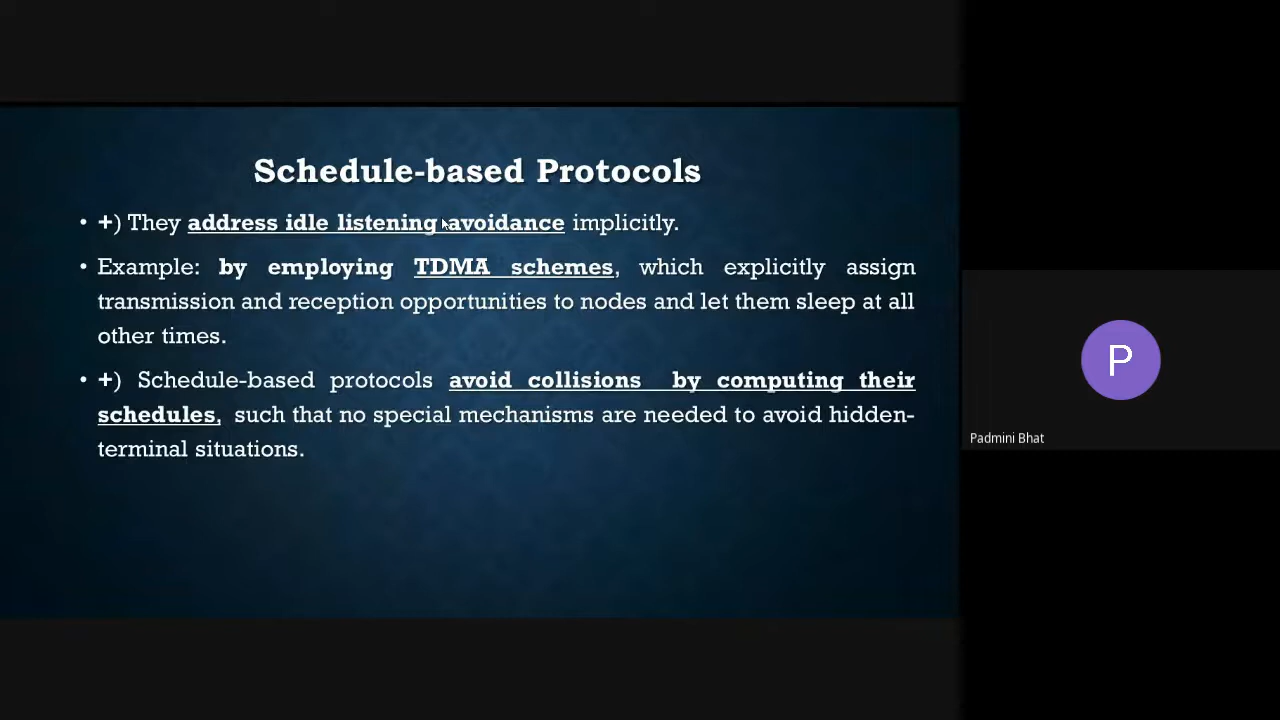 Schedule-based Protocols
• +) They address idle listening avoidance implicitly.
• Example: by employing TDMA schemes, which explicitly assign
transmission and reception opportunities to nodes and let them sleep at all
other times.
• +) Schedule-based protocols avoid collisions by computing their
schedules, such that no special mechanisms are needed to avoid hidden-
terminal situations.
P
Padmini Bhat